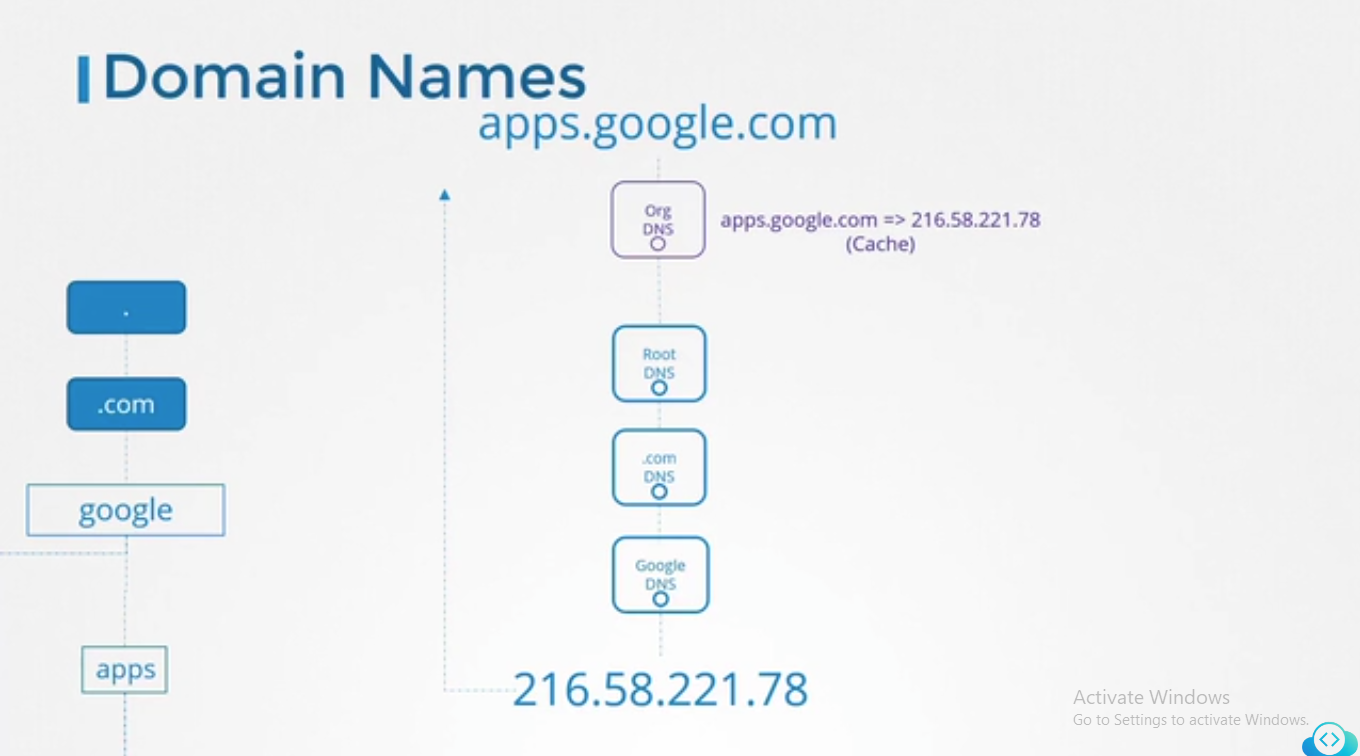 Domain Names
apps.google.com
Org
DNS
apps.google.com => 216.58.221.78
(Cache)
.
.com
google
apps
Root
DNS
.com
DNS
Google
DNS
216.58.221.78
Activate Windows
Go to Settings to activate Windows.